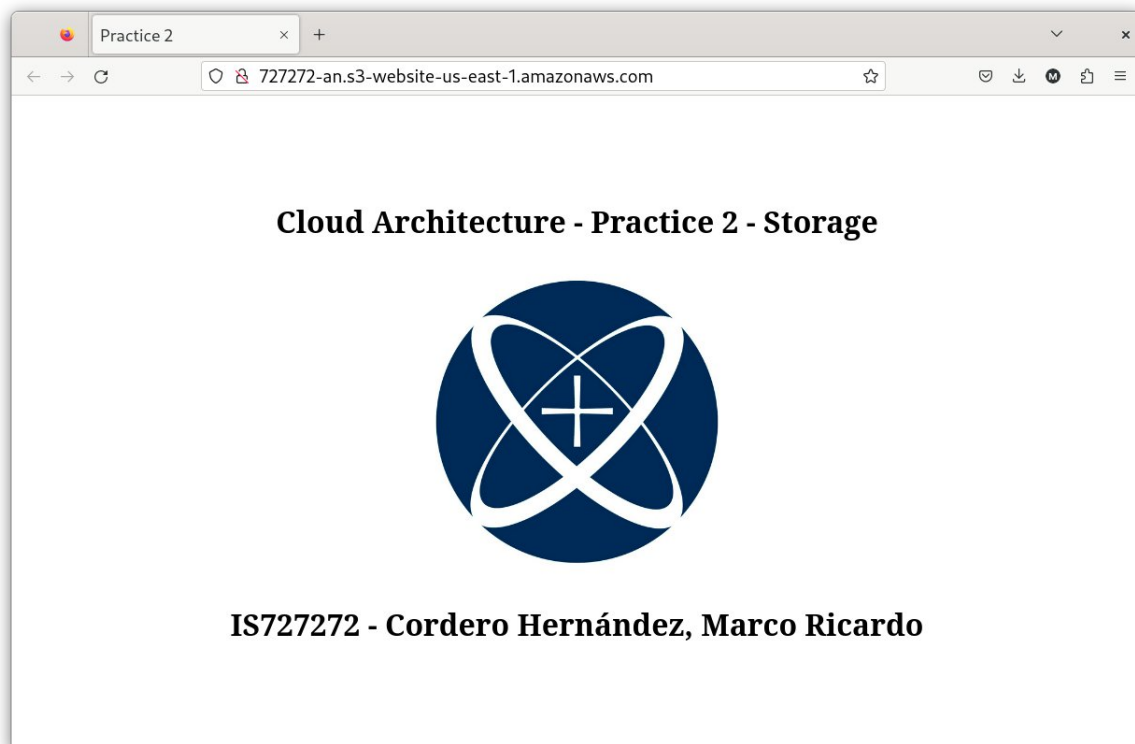 Practice 2
727272-an.s3-website-us-east-1.amazonaws.com
M
Cloud Architecture - Practice 2 - Storage
IS727272 - Cordero Hernández, Marco Ricardo